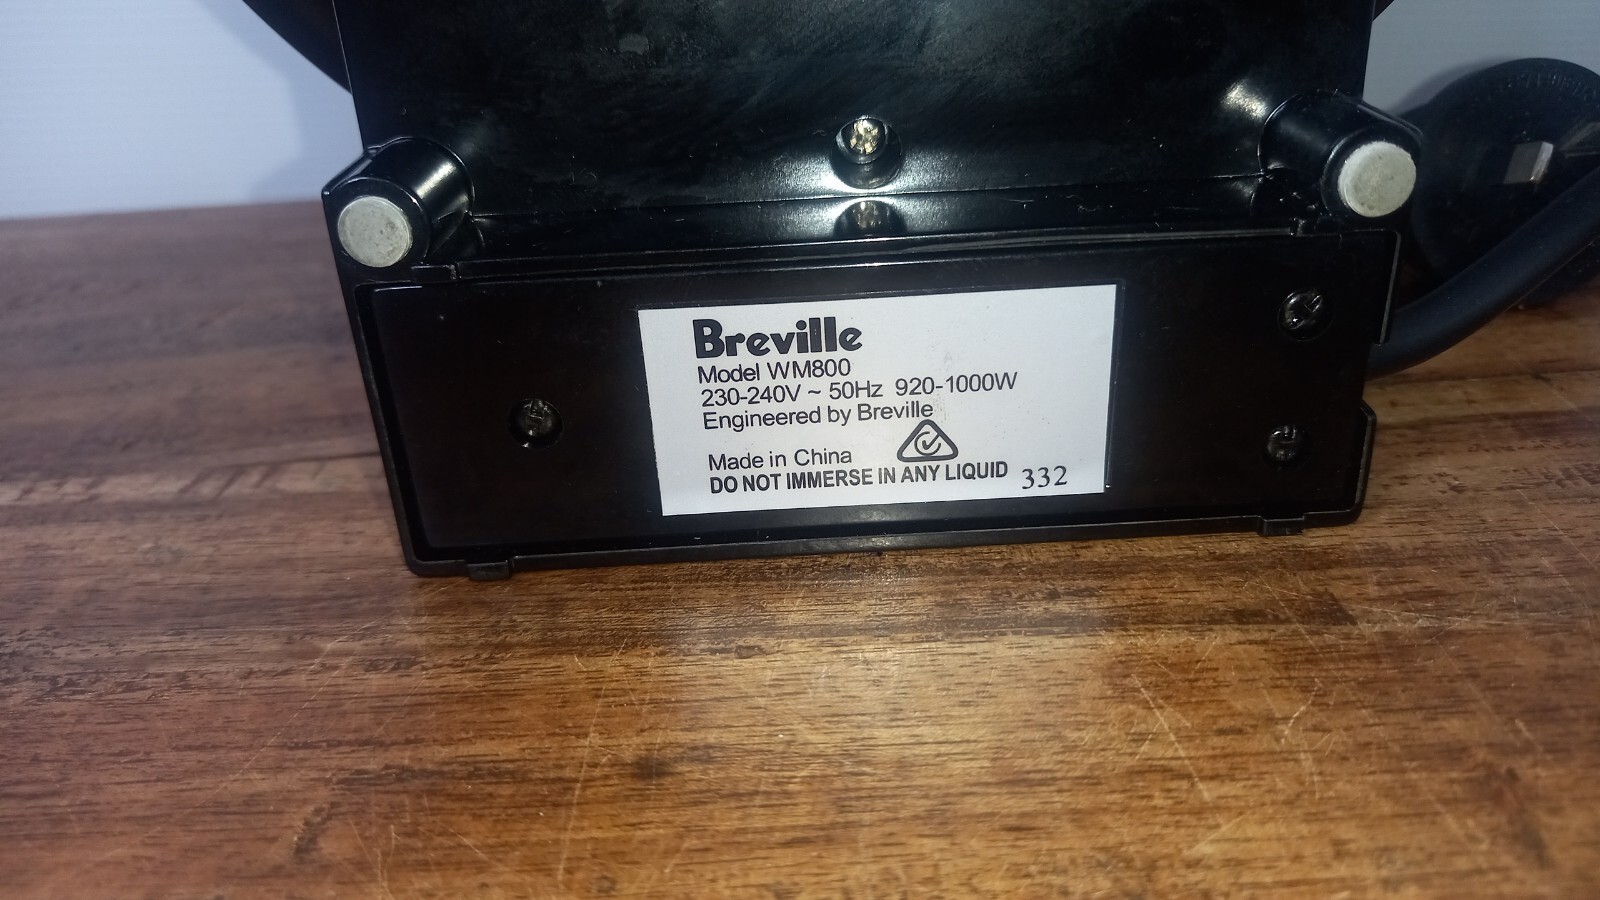 Breville
Model WM800
230-240V ~ 50Hz 920-1000W
Engineered by Breville
Made in China
DO NOT IMMERSE IN ANY LIQUID 332